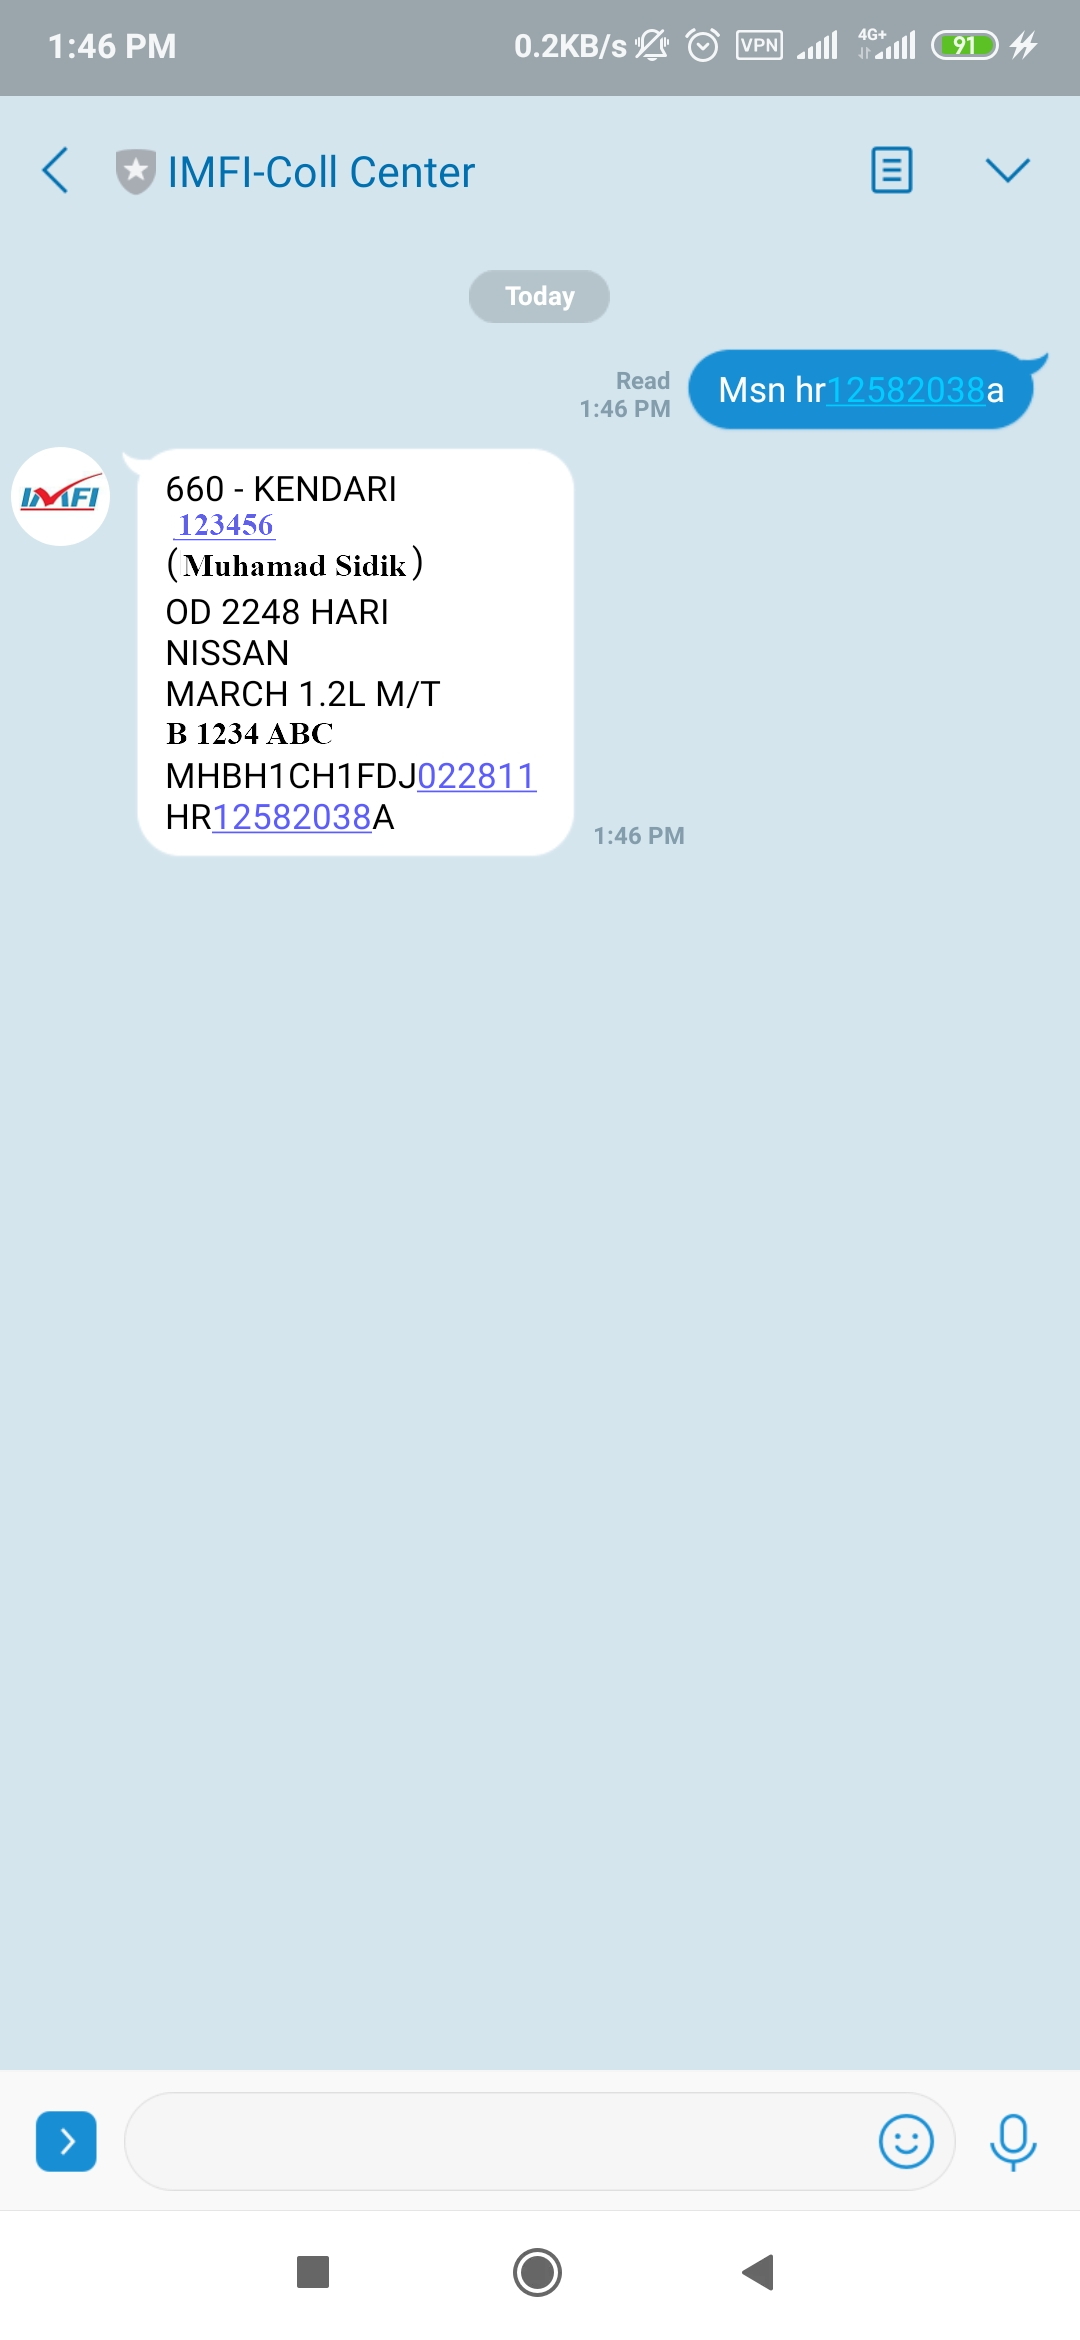 1:46 PM
0.2KB/s VPN 4G+ 91
IMFI-Coll Center
Today
Msn hr12582038a
Read
1:46 PM
IMFI
660 - KENDARI
123456
(Muhamad Sidik)
OD 2248 HARI
NISSAN
MARCH 1.2L M/T
B 1234 ABC
MHBH1CH1FDJ022811
HR12582038A
1:46 PM